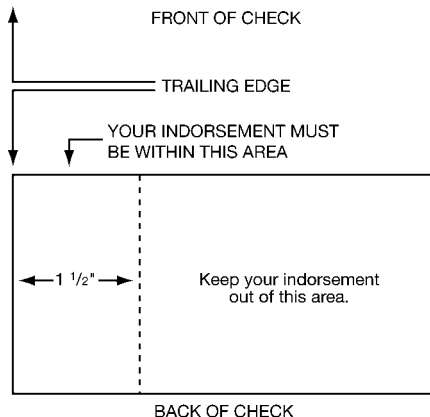 FRONT OF CHECK
TRAILING EDGE
YOUR INDORSEMENT MUST
BE WITHIN THIS AREA
1 1/2"
Keep your indorsement
out of this area.
BACK OF CHECK